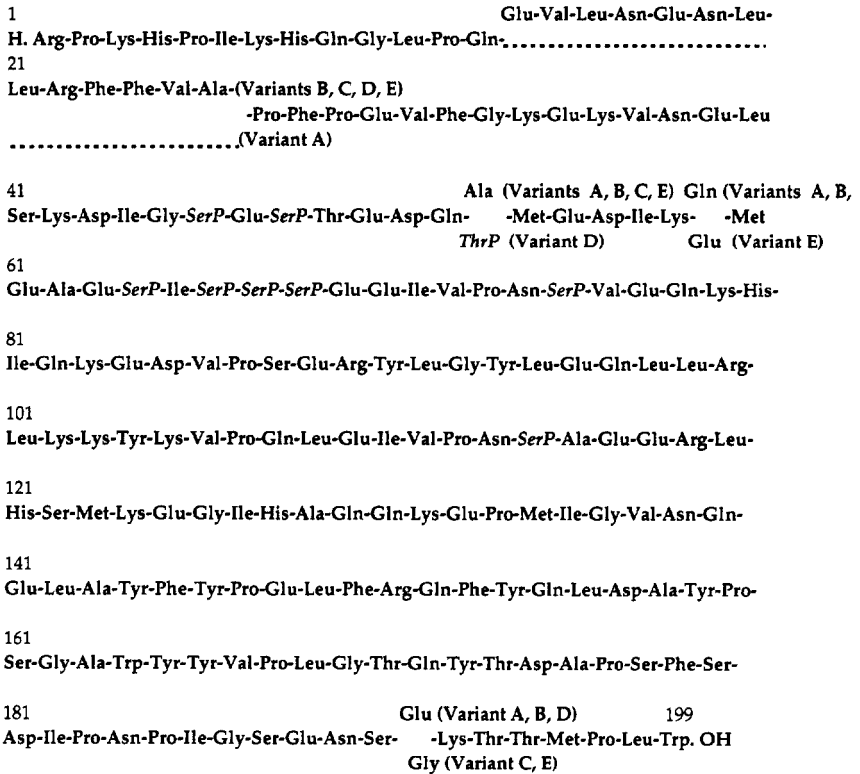 1 Glu-Val-Leu-Asn-Glu-Asn-Leu-
H. Arg-Pro-Lys-His-Pro-Ile-Lys-His-Gln-Gly-Leu-Pro-Gln-............................
21
Leu-Arg-Phe-Phe-Val-Ala-(Variants B, C, D, E)
-Pro-Phe-Pro-Glu-Val-Phe-Gly-Lys-Glu-Lys-Val-Asn-Glu-Leu
..........................(Variant A)
41 Ala (Variants A, B, C, E) Gln (Variants A, B,
Ser-Lys-Asp-Ile-Gly-SerP-Glu-SerP-Thr-Glu-Asp-Gln- -Met-Glu-Asp-Ile-Lys- -Met
ThrP (Variant D) Glu (Variant E)
61
Glu-Ala-Glu-SerP-Ile-SerP-SerP-SerP-Glu-Glu-Ile-Val-Pro-Asn-SerP-Val-Glu-Gln-Lys-His-
81
Ile-Gln-Lys-Glu-Asp-Val-Pro-Ser-Glu-Arg-Tyr-Leu-Gly-Tyr-Leu-Glu-Gln-Leu-Leu-Arg-
101
Leu-Lys-Lys-Tyr-Lys-Val-Pro-Gln-Leu-Glu-Ile-Val-Pro-Asn-SerP-Ala-Glu-Glu-Arg-Leu-
121
His-Ser-Met-Lys-Glu-Gly-Ile-His-Ala-Gln-Gln-Lys-Glu-Pro-Met-Ile-Gly-Val-Asn-Gln-
141
Glu-Leu-Ala-Tyr-Phe-Tyr-Pro-Glu-Leu-Phe-Arg-Gln-Phe-Tyr-Gln-Leu-Asp-Ala-Tyr-Pro-
161
Ser-Gly-Ala-Trp-Tyr-Tyr-Val-Pro-Leu-Gly-Thr-Gln-Tyr-Thr-Asp-Ala-Pro-Ser-Phe-Ser-
181 Glu (Variant A, B, D) 199
Asp-Ile-Pro-Asn-Pro-Ile-Gly-Ser-Glu-Asn-Ser- -Lys-Thr-Thr-Met-Pro-Leu-Trp. OH
Gly (Variant C, E)